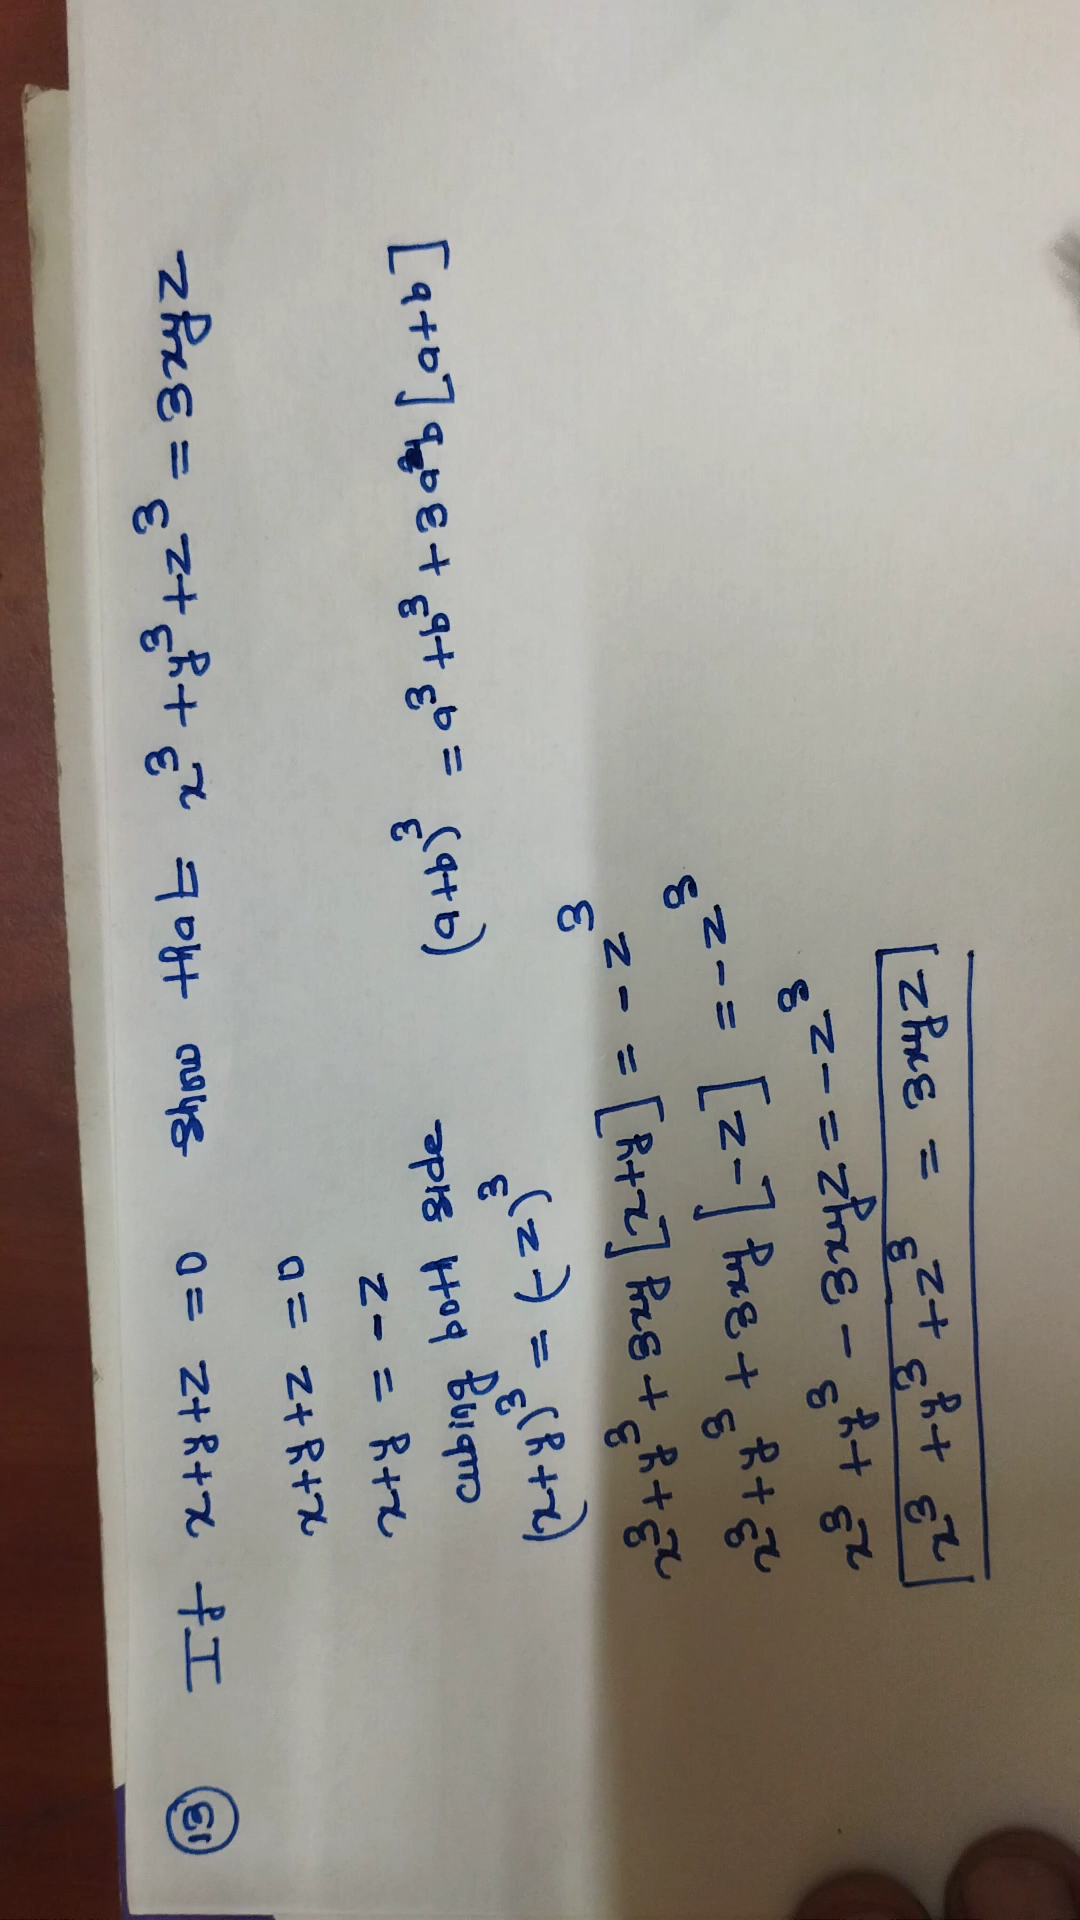 ⑬ If x+y+z=0 show that x³+y³+z³=3xyz
x+y+z=0
x+y=-z
cubing both side (a+b)³=a³+b³+3ab[a+b]
(x+y)³=(-z)³
x³+y³+3xy[x+y]=-z³
x³+y³+3xy[-z]=-z³
x³+y³-3xyz=-z³
x³+y³+z³=3xyz